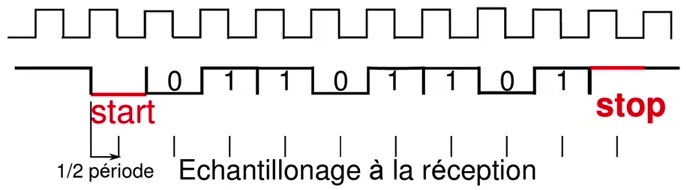 0 1 1 0 1 1 0 1
start stop
1/2 période Echantillonage à la réception